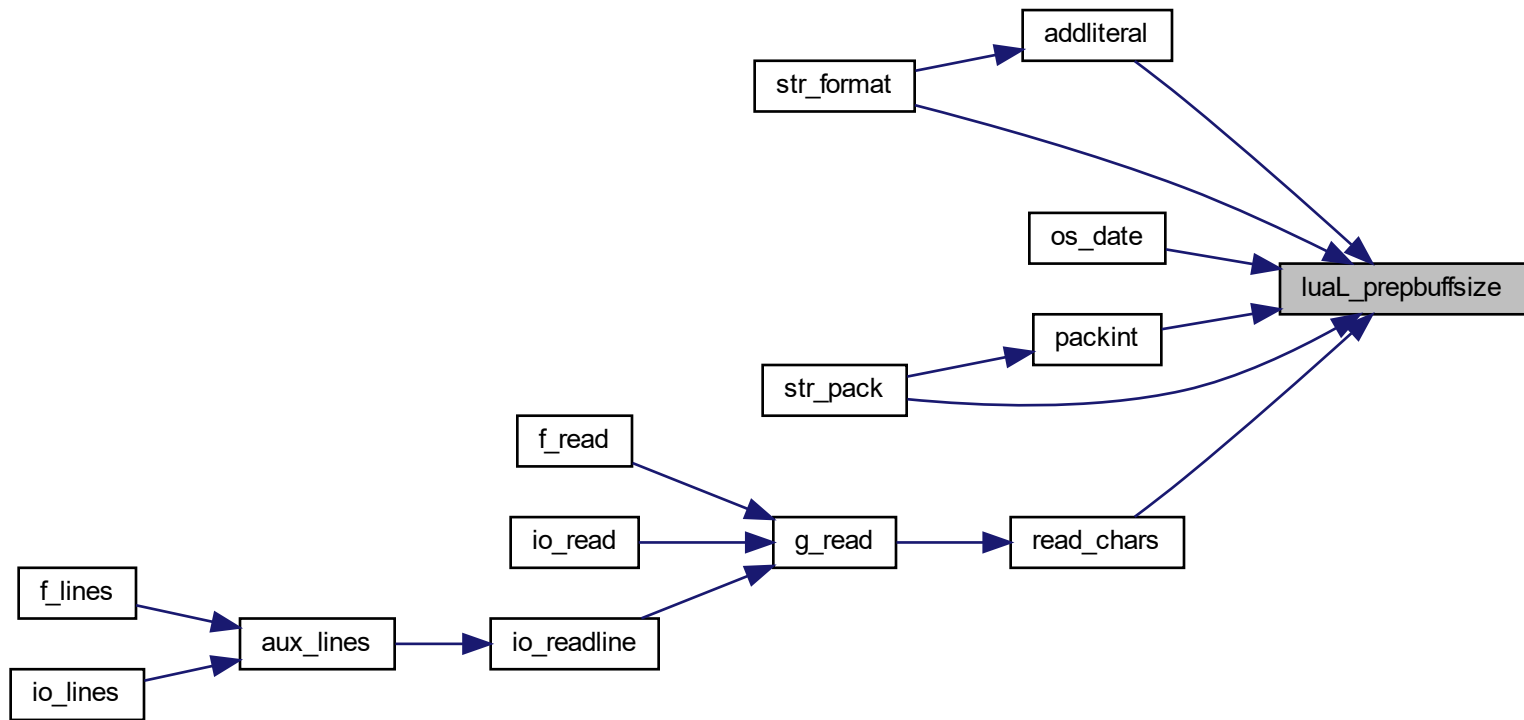 addliteral
str_format
os_date
luaL_prepbuffsize
packint
str_pack
f_read
io_read
g_read
read_chars
f_lines
aux_lines
io_readline
io_lines